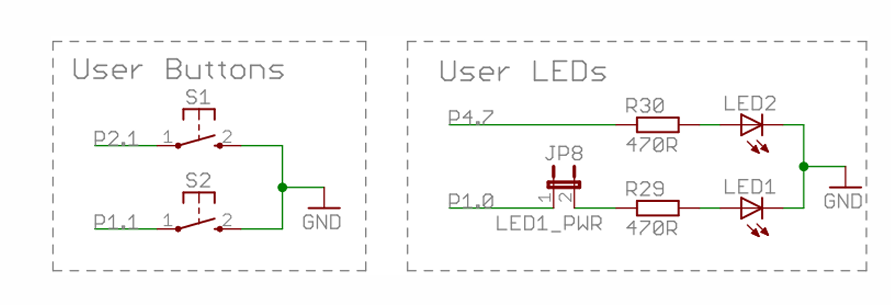 User Buttons
S1
P2.1 1 2
S2
P1.1 1 2
GND
User LEDs
P4.7 R30 LED2
470R
JP8
P1.0 1 2 R29 LED1
LED1_PWR 470R
GND